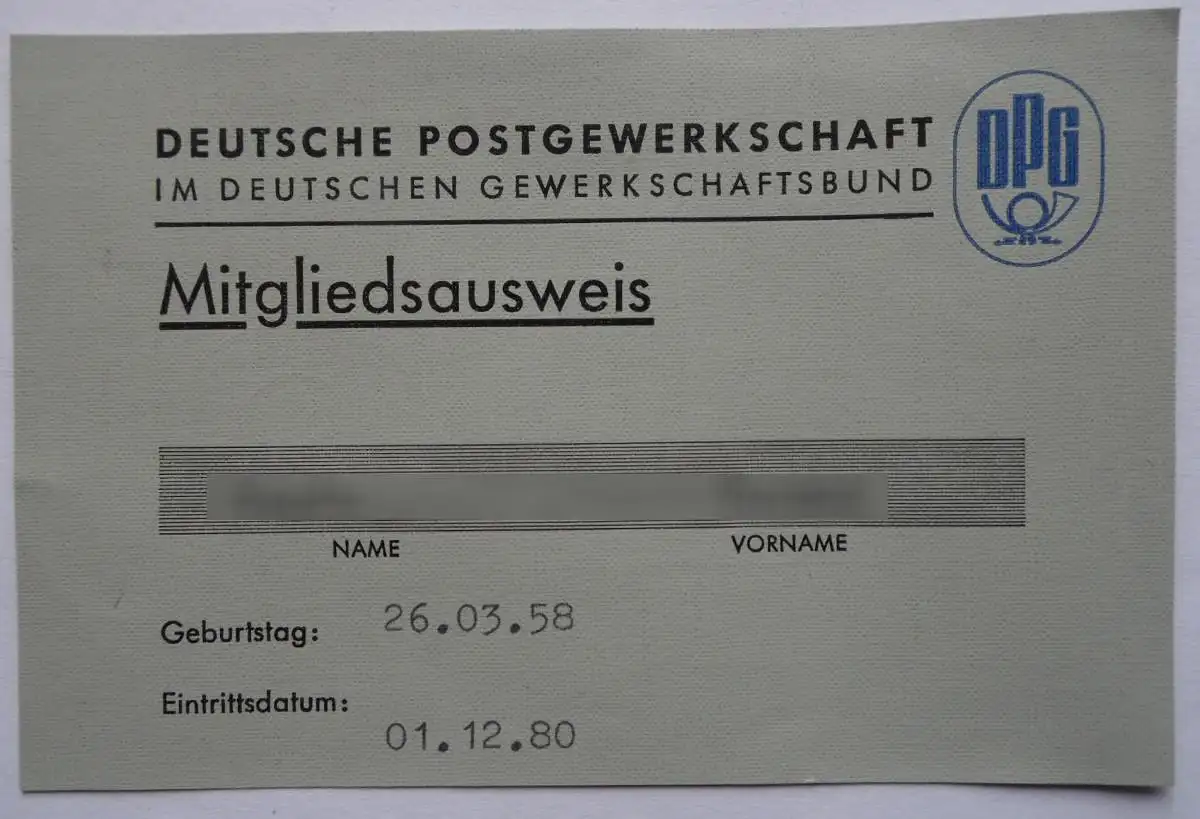 DEUTSCHE POSTGEWERKSCHAFT
IM DEUTSCHEN GEWERKSCHAFTSBUND
DPG
Mitgliedsausweis
NAME VORNAME
Geburtstag: 26.03.58
Eintrittsdatum: 01.12.80